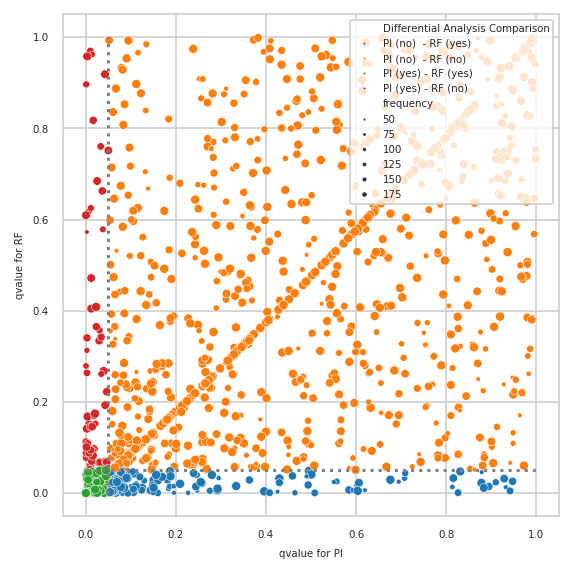 Differential Analysis Comparison
PI (no) - RF (yes)
PI (no) - RF (no)
PI (yes) - RF (yes)
PI (yes) - RF (no)
frequency
50
75
100
125
150
175
1.0
0.8
0.6
0.4
0.2
0.0
qvalue for RF
0.0 0.2 0.4 0.6 0.8 1.0
qvalue for PI